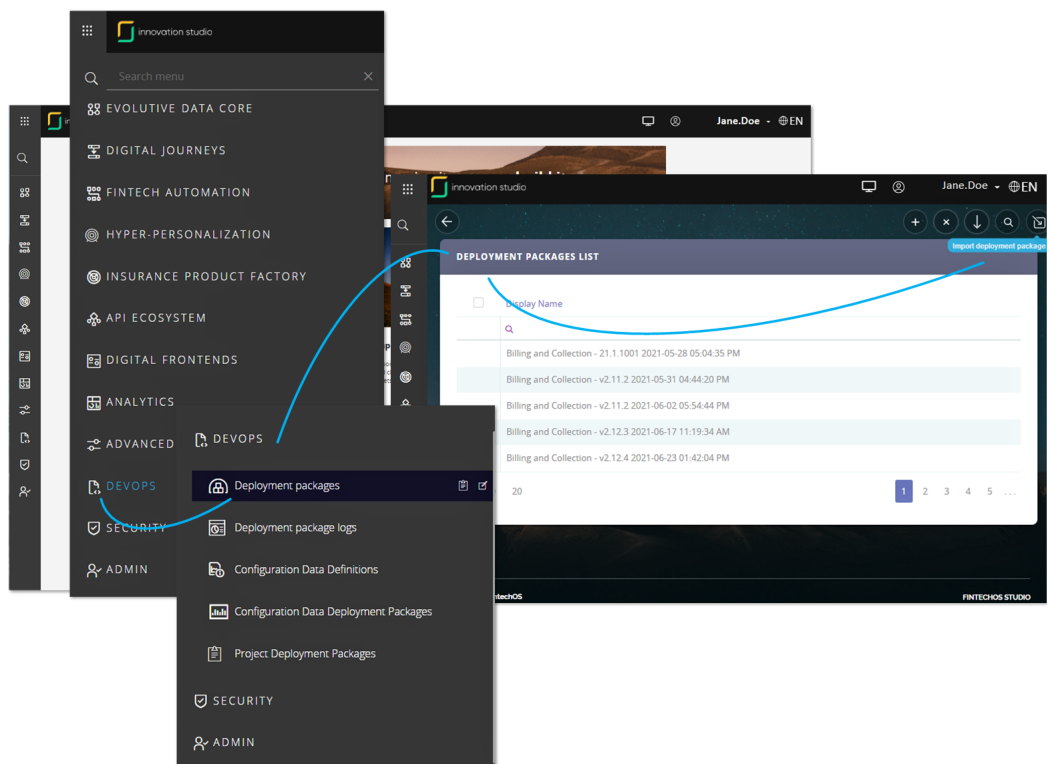 innovation studio
Search menu
EVOLUTIVE DATA CORE
DIGITAL JOURNEYS
FINTECH AUTOMATION
HYPER-PERSONALIZATION
INSURANCE PRODUCT FACTORY
API ECOSYSTEM
DIGITAL FRONTENDS
ANALYTICS
ADVANCED
DEVOPS
SECURITY
ADMIN
Jane.Doe EN
DEVOPS
Deployment packages
Deployment package logs
Configuration Data Definitions
Configuration Data Deployment Packages
Project Deployment Packages
SECURITY
ADMIN
innovation studio
Jane.Doe EN
Import deployment package
DEPLOYMENT PACKAGES LIST
Display Name
Billing and Collection - 21.1.1001 2021-05-28 05:04:35 PM
Billing and Collection - v2.11.2 2021-05-31 04:44:20 PM
Billing and Collection - v2.11.2 2021-06-02 05:54:44 PM
Billing and Collection - v2.12.3 2021-06-17 11:19:34 AM
Billing and Collection - v2.12.4 2021-06-23 01:42:04 PM
20
1 2 3 4 5 ...
ntechOS
FINTECHOS STUDIO